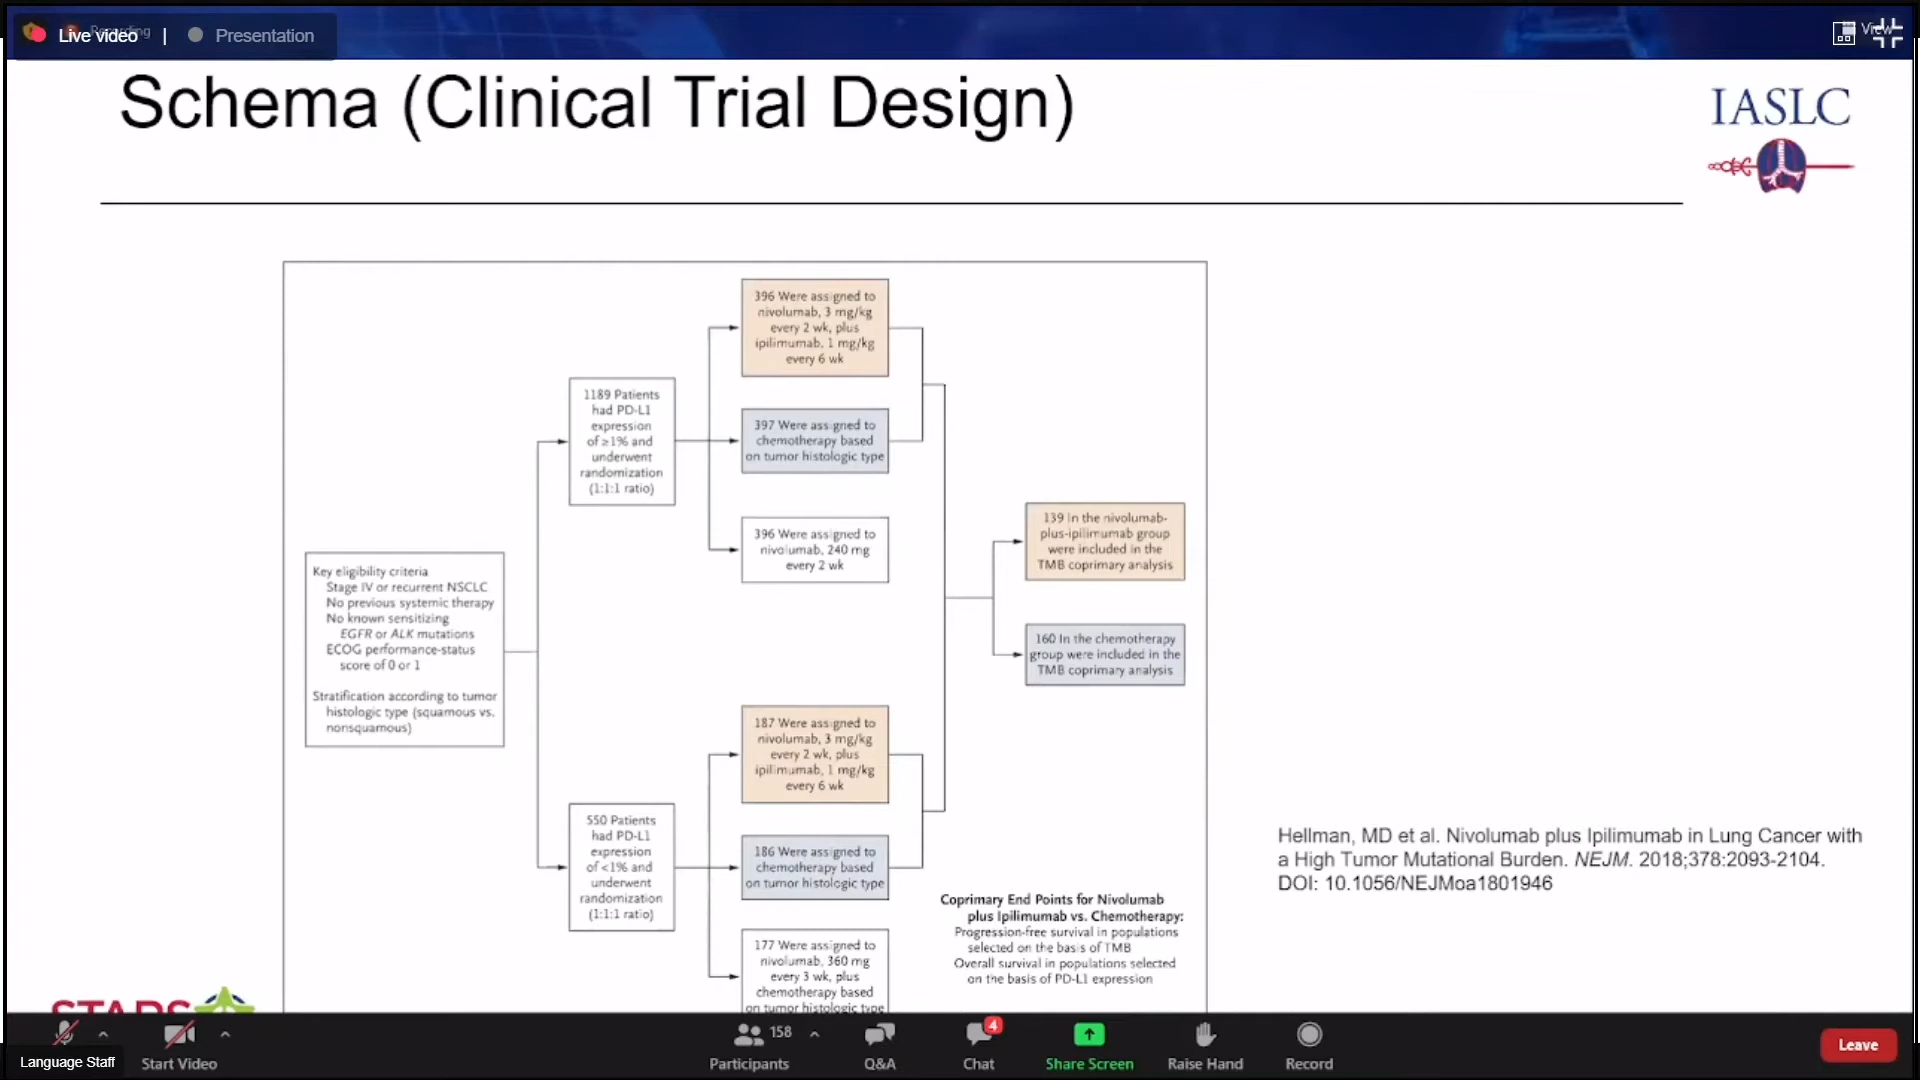 Live video | Presentation
View
Schema (Clinical Trial Design)
IASLC
396 Were assigned to
nivolumab, 3 mg/kg
every 2 wk, plus
ipilimumab, 1 mg/kg
every 6 wk
1189 Patients
had PD-L1
expression
of ≥1% and
underwent
randomization
(1:1:1 ratio)
397 Were assigned to
chemotherapy based
on tumor histologic type
396 Were assigned to
nivolumab, 240 mg
every 2 wk
139 In the nivolumab-
plus-ipilimumab group
were included in the
TMB coprimary analysis
Key eligibility criteria
Stage IV or recurrent NSCLC
No previous systemic therapy
No known sensitizing
EGFR or ALK mutations
ECOG performance-status
score of 0 or 1
Stratification according to tumor
histologic type (squamous vs.
nonsquamous)
160 In the chemotherapy
group were included in the
TMB coprimary analysis
187 Were assigned to
nivolumab, 3 mg/kg
every 2 wk, plus
ipilimumab, 1 mg/kg
every 6 wk
550 Patients
had PD-L1
expression
of <1% and
underwent
randomization
(1:1:1 ratio)
186 Were assigned to
chemotherapy based
on tumor histologic type
177 Were assigned to
nivolumab, 360 mg
every 3 wk, plus
chemotherapy based
on tumor histologic type
Coprimary End Points for Nivolumab
plus Ipilimumab vs. Chemotherapy:
Progression-free survival in populations
selected on the basis of TMB
Overall survival in populations selected
on the basis of PD-L1 expression
Hellman, MD et al. Nivolumab plus Ipilimumab in Lung Cancer with
a High Tumor Mutational Burden. NEJM. 2018;378:2093-2104.
DOI: 10.1056/NEJMoa1801946
STARS
Language Staff
Start Video
158
Participants
Q&A
4
Chat
Share Screen
Raise Hand
Record
Leave